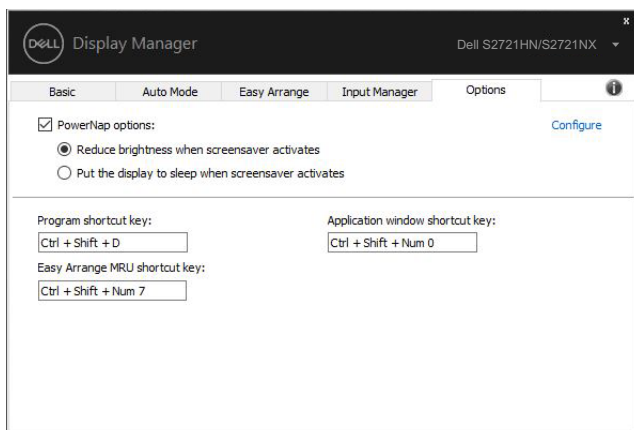 x
DELL Display Manager Dell S2721HN/S2721NX
Basic Auto Mode Easy Arrange Input Manager Options
PowerNap options: Configure
Reduce brightness when screensaver activates
Put the display to sleep when screensaver activates
Program shortcut key: Application window shortcut key:
Ctrl + Shift + D Ctrl + Shift + Num 0
Easy Arrange MRU shortcut key:
Ctrl + Shift + Num 7